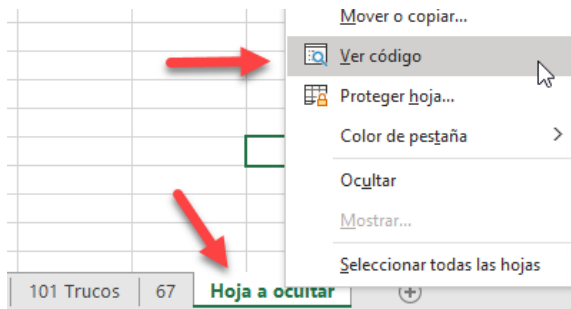 Mover o copiar...
Ver código
Proteger hoja...
Color de pestaña
Ocultar
Mostrar...
Seleccionar todas las hojas
101 Trucos 67 Hoja a ocultar